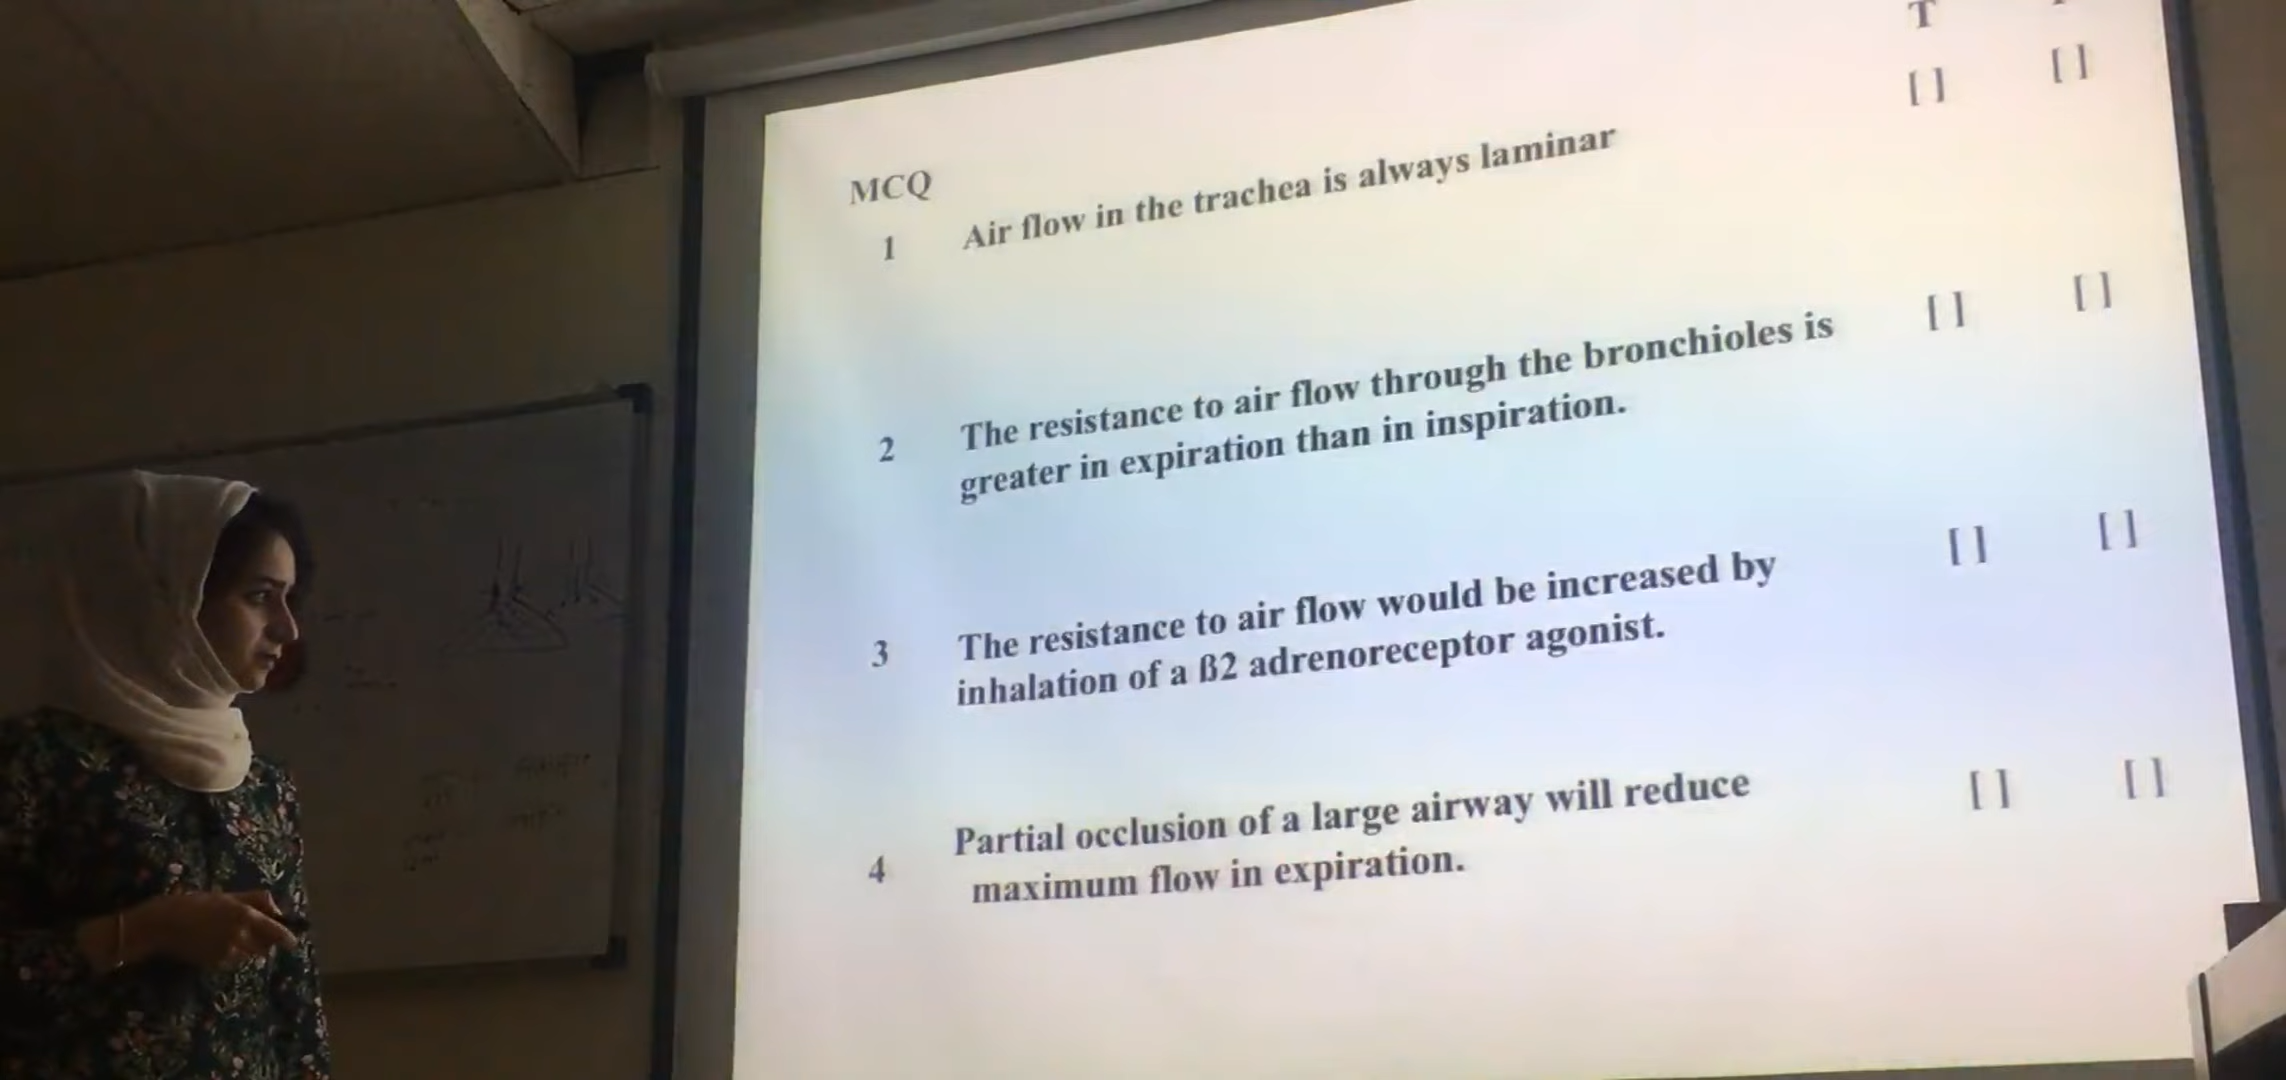 T
[ ] [ ]
MCQ
1 Air flow in the trachea is always laminar
2 The resistance to air flow through the bronchioles is [ ] [ ]
greater in expiration than in inspiration.
3 The resistance to air flow would be increased by [ ] [ ]
inhalation of a ß2 adrenoreceptor agonist.
4 Partial occlusion of a large airway will reduce [ ] [ ]
maximum flow in expiration.